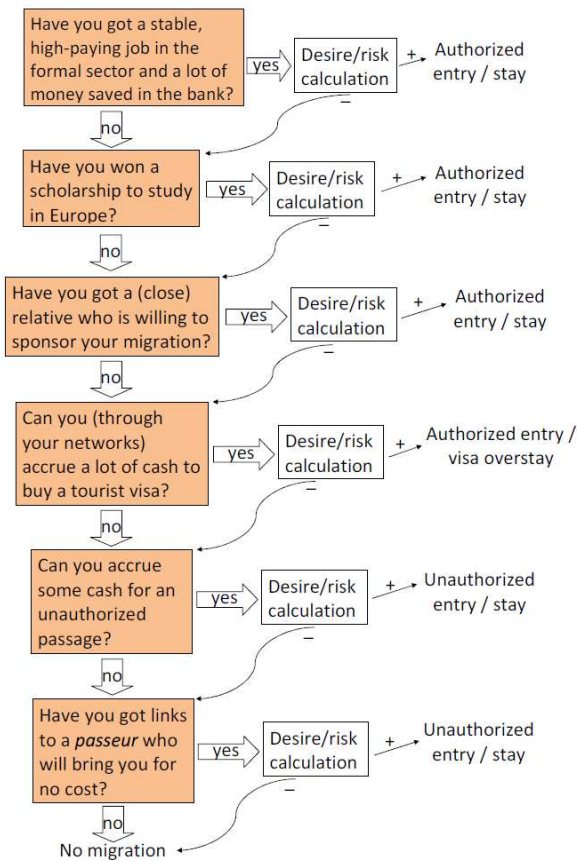 Have you got a stable,
high-paying job in the
formal sector and a lot of
money saved in the bank?
yes
Desire/risk
calculation
+
Authorized
entry / stay
–
no
Have you won a
scholarship to study
in Europe?
yes
Desire/risk
calculation
+
Authorized
entry / stay
–
no
Have you got a (close)
relative who is willing to
sponsor your migration?
yes
Desire/risk
calculation
+
Authorized
entry / stay
–
no
Can you (through
your networks)
accrue a lot of cash to
buy a tourist visa?
yes
Desire/risk
calculation
+
Authorized entry /
visa overstay
–
no
Can you accrue
some cash for an
unauthorized
passage?
yes
Desire/risk
calculation
+
Unauthorized
entry / stay
–
no
Have you got links
to a passeur who
will bring you for
no cost?
yes
Desire/risk
calculation
+
Unauthorized
entry / stay
–
no
No migration